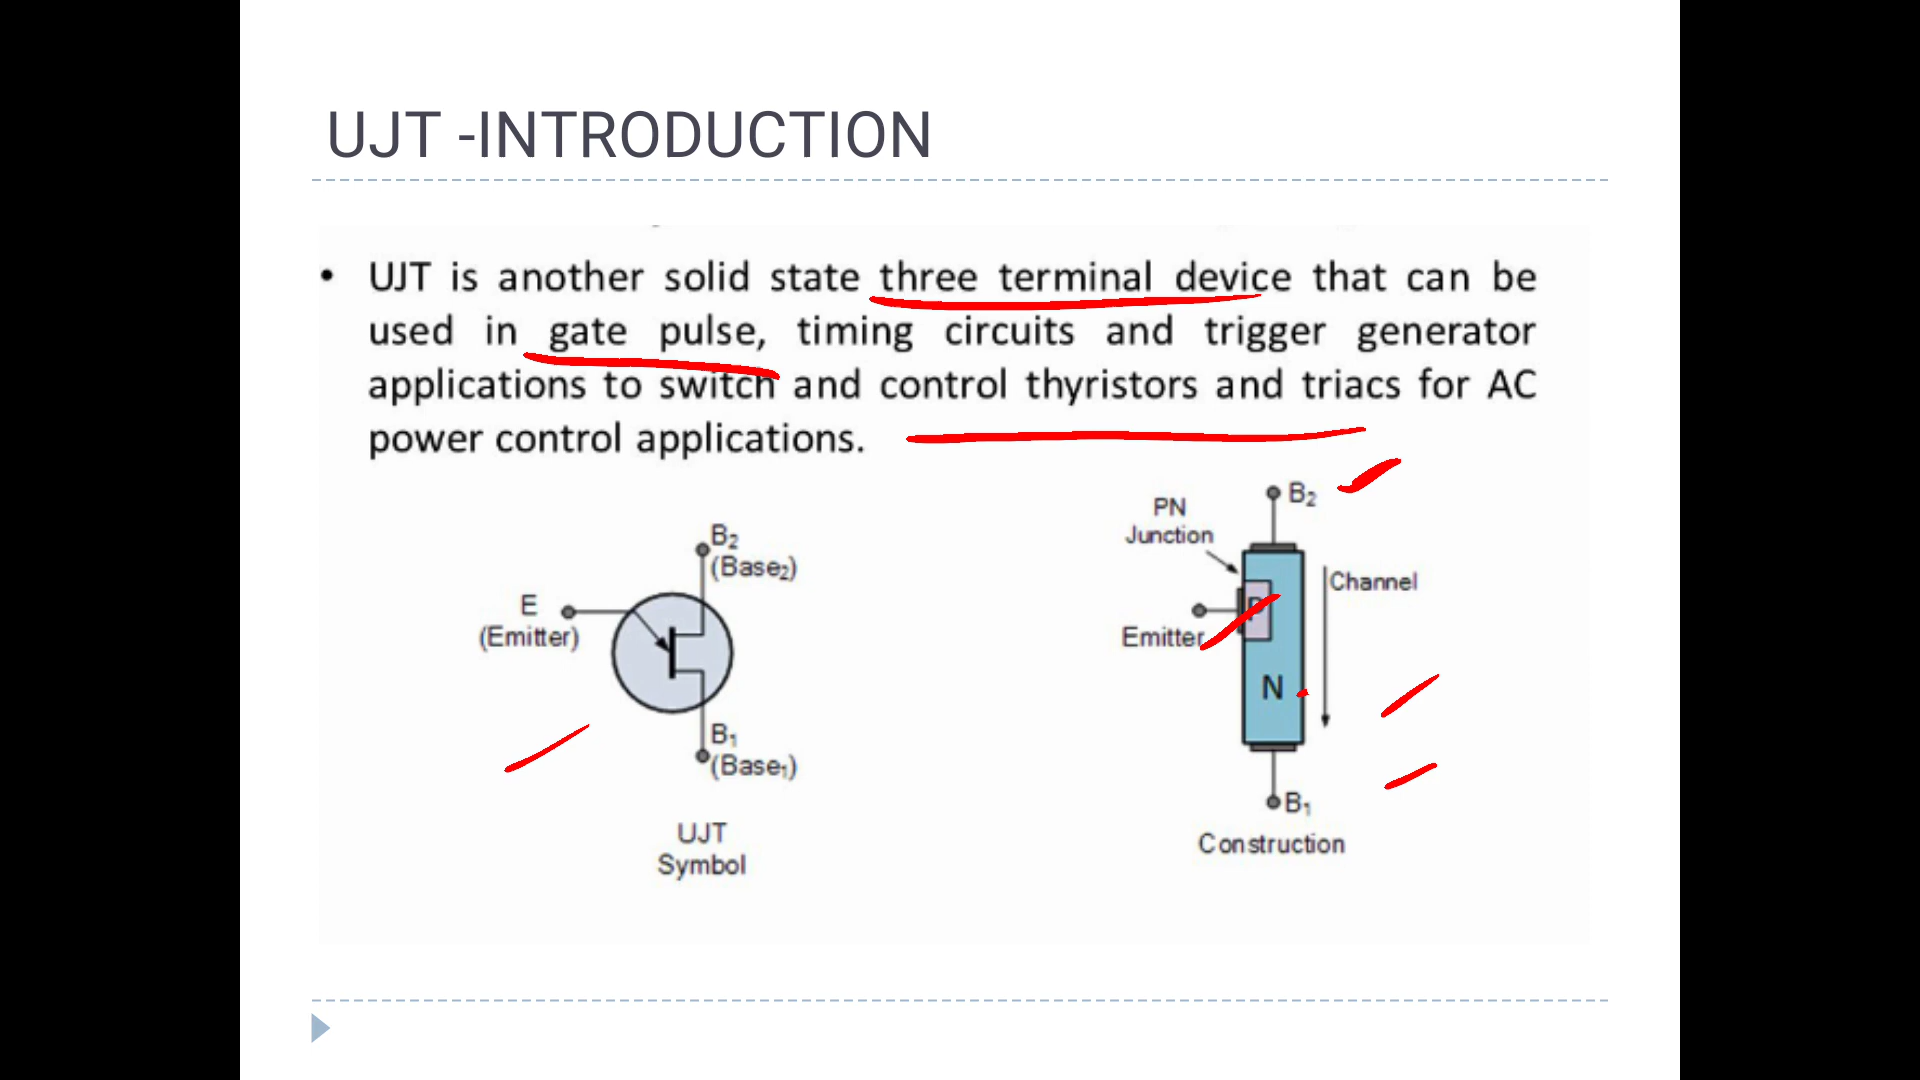 UJT -INTRODUCTION
• UJT is another solid state three terminal device that can be
used in gate pulse, timing circuits and trigger generator
applications to switch and control thyristors and triacs for AC
power control applications.
B₂
(Base₂)
E
(Emitter)
B₁
(Base₁)
UJT
Symbol
B₂
PN
Junction
Channel
P
Emitter
N
B₁
Construction